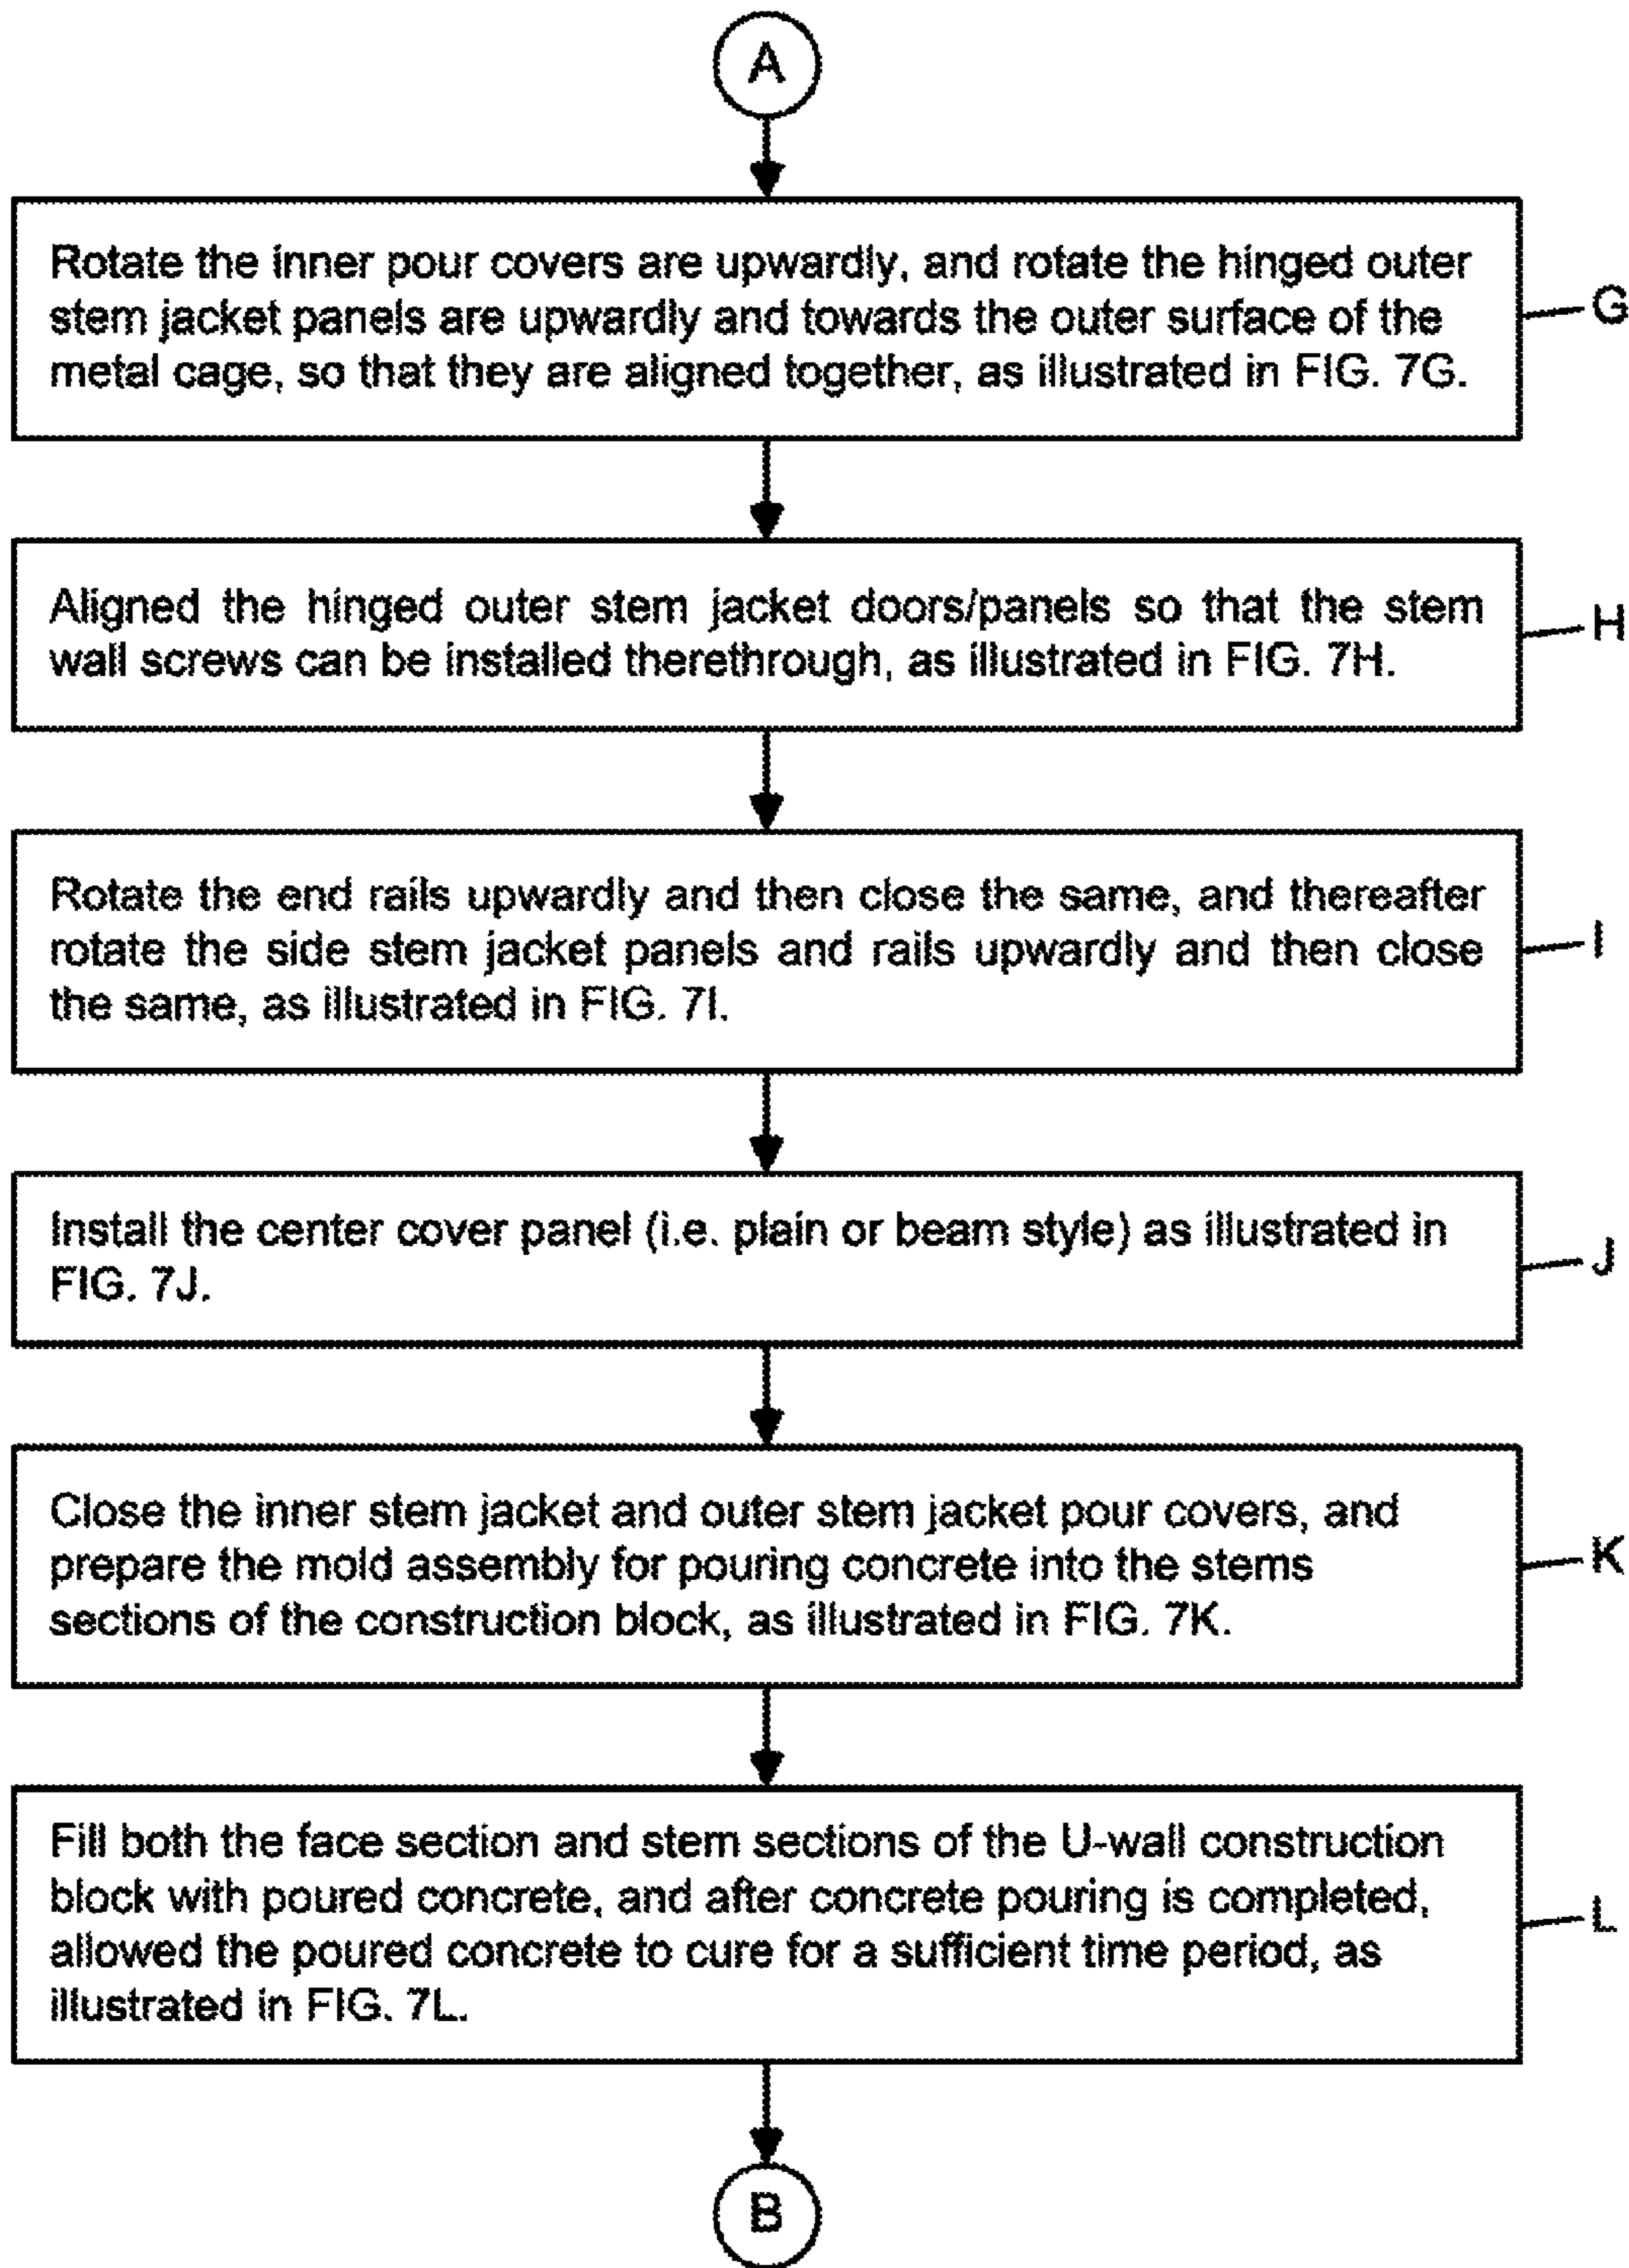 A
Rotate the inner pour covers are upwardly, and rotate the hinged outer
stem jacket panels are upwardly and towards the outer surface of the
metal cage, so that they are aligned together, as illustrated in FIG. 7G.
G
Aligned the hinged outer stem jacket doors/panels so that the stem
wall screws can be installed therethrough, as illustrated in FIG. 7H.
H
Rotate the end rails upwardly and then close the same, and thereafter
rotate the side stem jacket panels and rails upwardly and then close
the same, as illustrated in FIG. 7I.
I
Install the center cover panel (i.e. plain or beam style) as illustrated in
FIG. 7J.
J
Close the inner stem jacket and outer stem jacket pour covers, and
prepare the mold assembly for pouring concrete into the stems
sections of the construction block, as illustrated in FIG. 7K.
K
Fill both the face section and stem sections of the U-wall construction
block with poured concrete, and after concrete pouring is completed,
allowed the poured concrete to cure for a sufficient time period, as
illustrated in FIG. 7L.
L
B